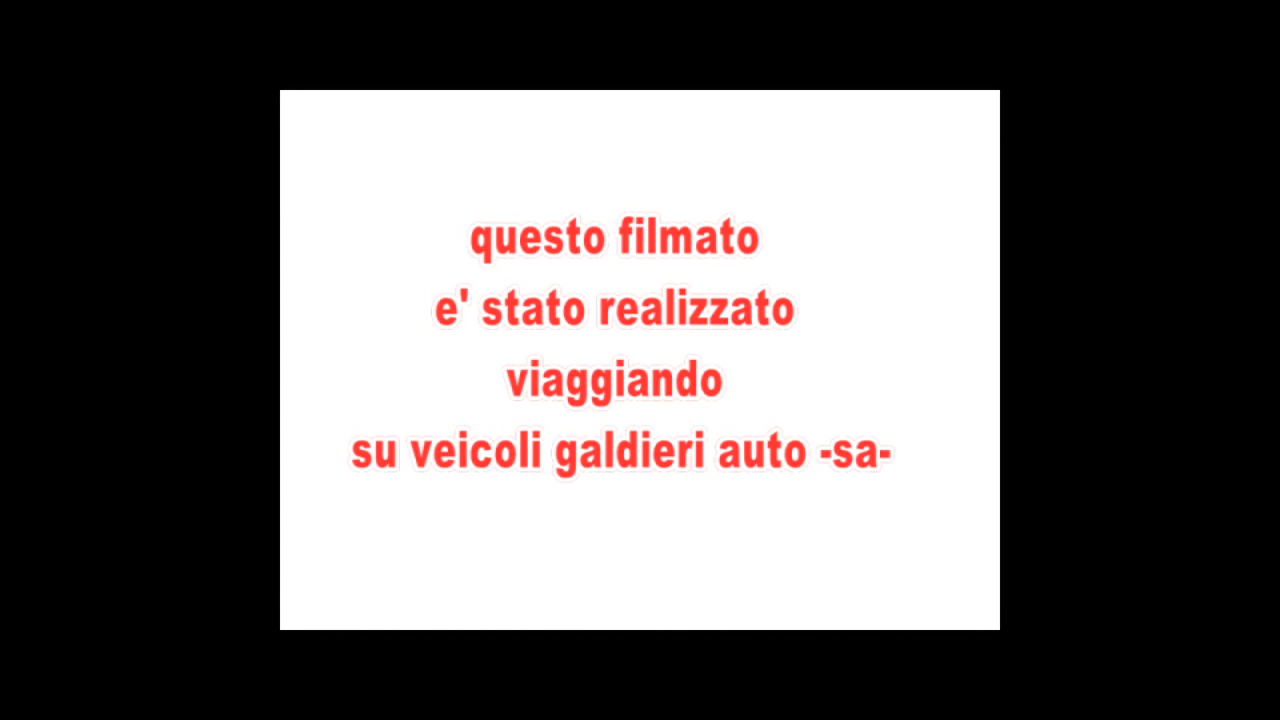 questo filmato
e' stato realizzato
viaggiando
su veicoli galdieri auto -sa-